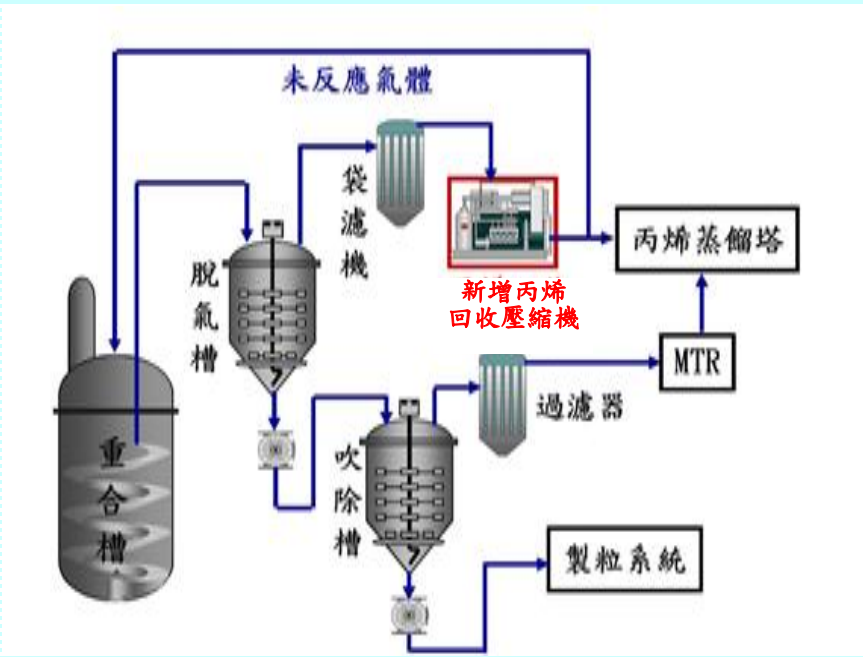 未反應氣體
袋濾機
丙烯蒸餾塔
脫氣槽
新增丙烯
回收壓縮機
MTR
過濾器
重合槽
吹除槽
製粒系統